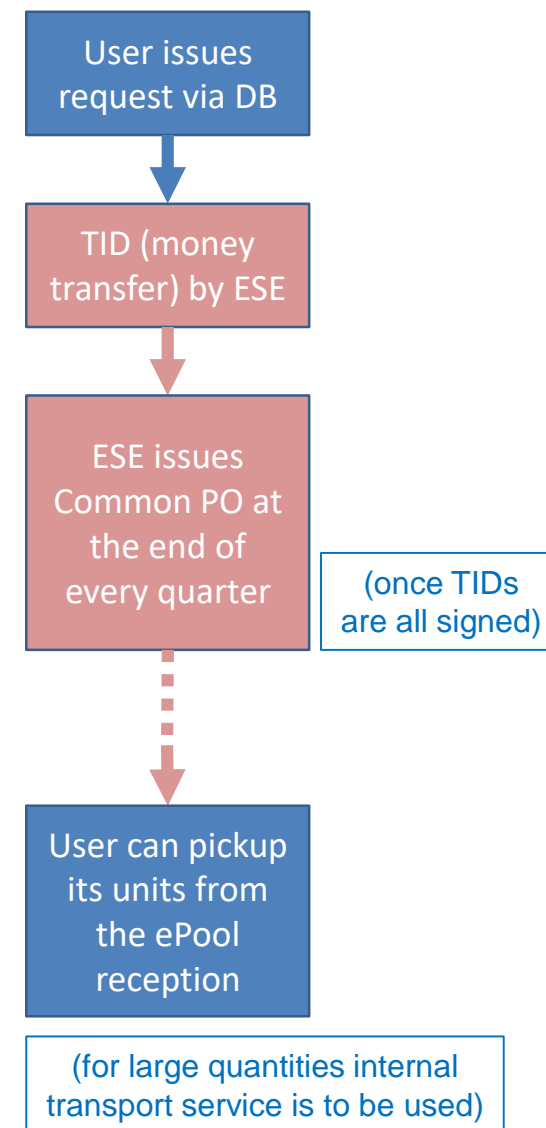 User issues
request via DB
TID (money
transfer) by ESE
ESE issues
Common PO at
the end of
every quarter
(once TIDs
are all signed)
User can pickup
its units from
the ePool
reception
(for large quantities internal
transport service is to be used)